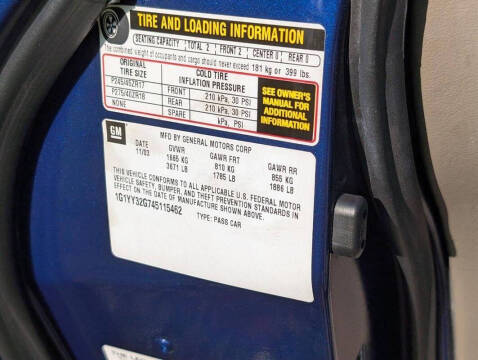 TIRE AND LOADING INFORMATION
SEATING CAPACITY TOTAL 2 FRONT 2 CENTER 0 REAR 0
The combined weight of occupants and cargo should never exceed 181 kg or 399 lbs.
ORIGINAL TIRE SIZE COLD TIRE INFLATION PRESSURE
P245/45ZR17 FRONT 210 kPa, 30 PSI
P275/40ZR18 REAR 210 kPa, 30 PSI
NONE SPARE kPa, PSI
SEE OWNER'S
MANUAL FOR
ADDITIONAL
INFORMATION
GM MFD BY GENERAL MOTORS CORP
DATE GVWR GAWR FRT GAWR RR
11/03 1665 KG 810 KG 855 KG
3671 LB 1785 LB 1886 LB
THIS VEHICLE CONFORMS TO ALL APPLICABLE U.S. FEDERAL MOTOR
VEHICLE SAFETY, BUMPER, AND THEFT PREVENTION STANDARDS IN
EFFECT ON THE DATE OF MANUFACTURE SHOWN ABOVE.
1G1YY32G745115462 TYPE: PASS CAR